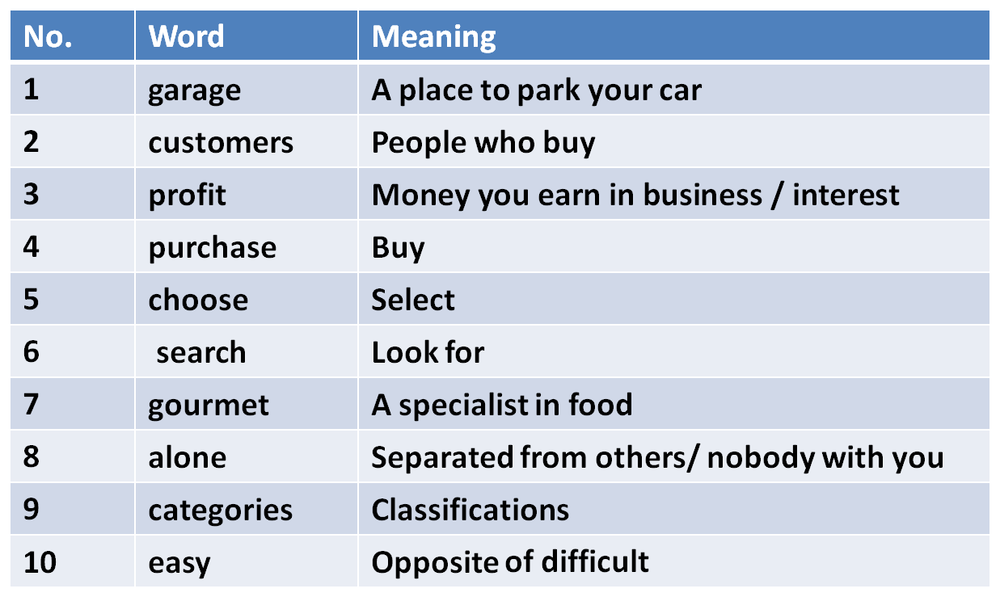 No. Word Meaning
1 garage A place to park your car
2 customers People who buy
3 profit Money you earn in business / interest
4 purchase Buy
5 choose Select
6 search Look for
7 gourmet A specialist in food
8 alone Separated from others/ nobody with you
9 categories Classifications
10 easy Opposite of difficult